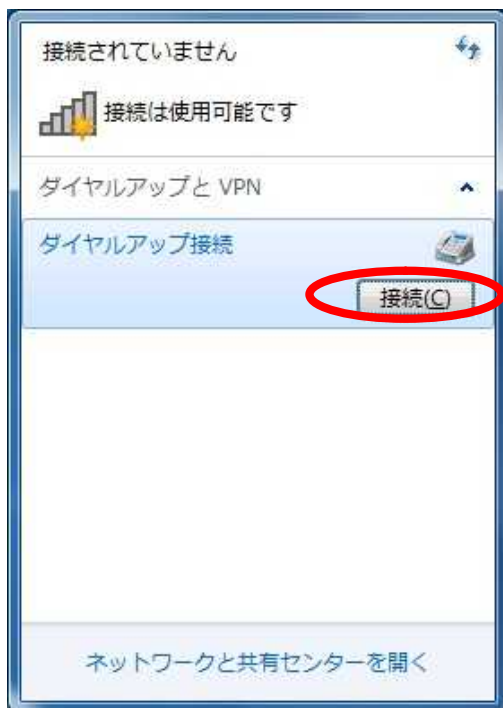 接続されていません
接続は使用可能です
ダイヤルアップと VPN
ダイヤルアップ接続
接続(C)
ネットワークと共有センターを開く